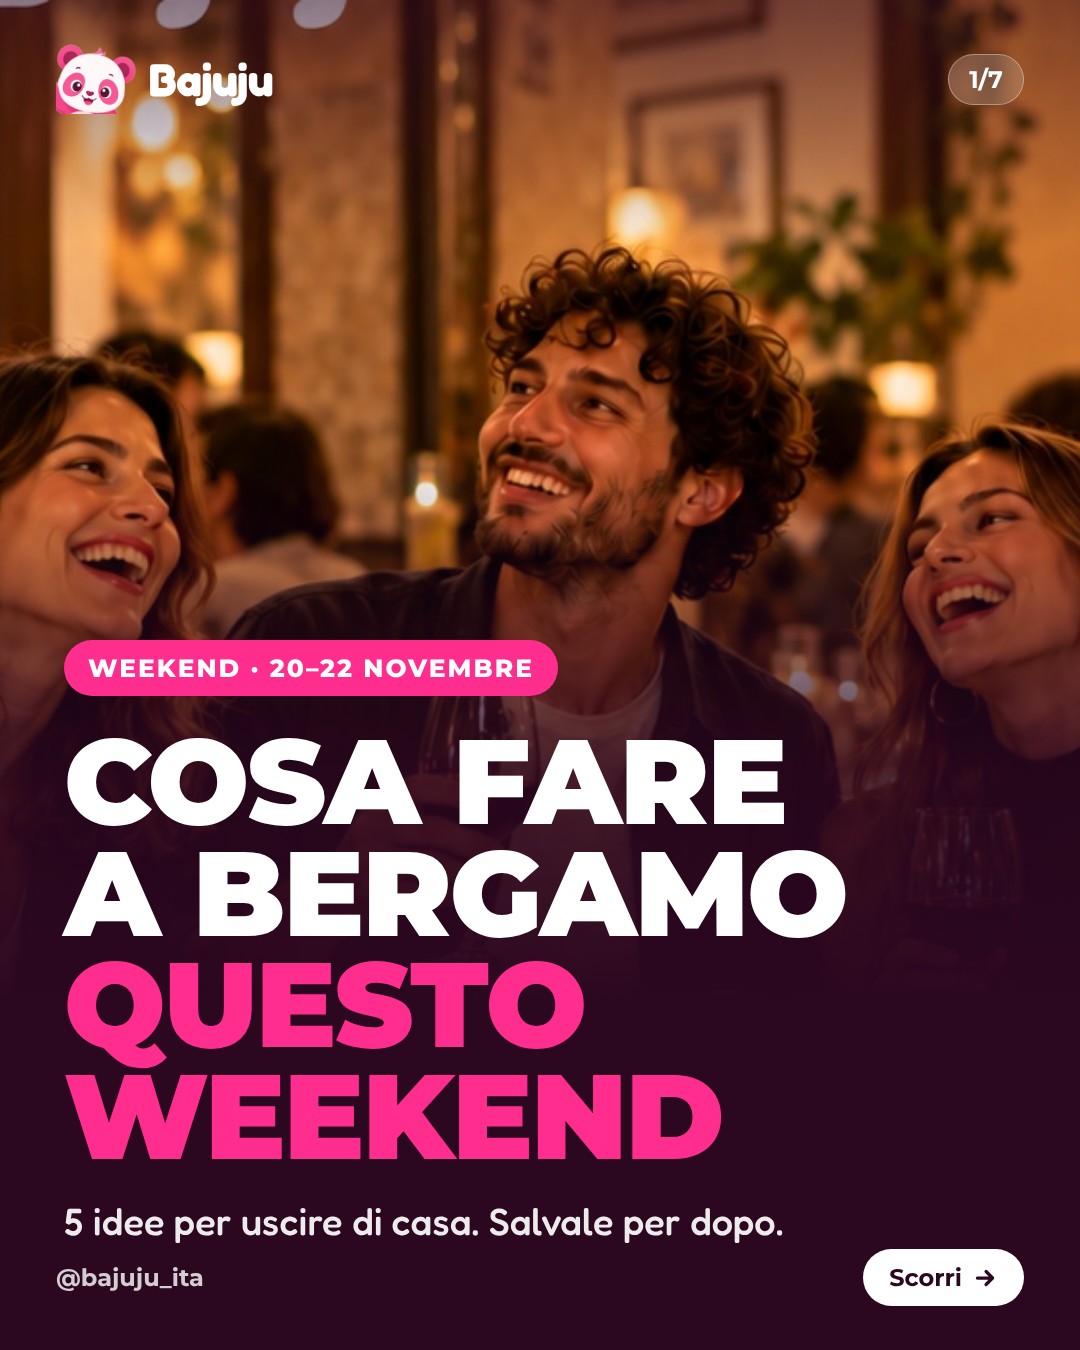 Bajuju
1/7
WEEKEND · 20–22 NOVEMBRE
COSA FARE
A BERGAMO
QUESTO
WEEKEND
5 idee per uscire di casa. Salvale per dopo.
@bajuju_ita
Scorri →